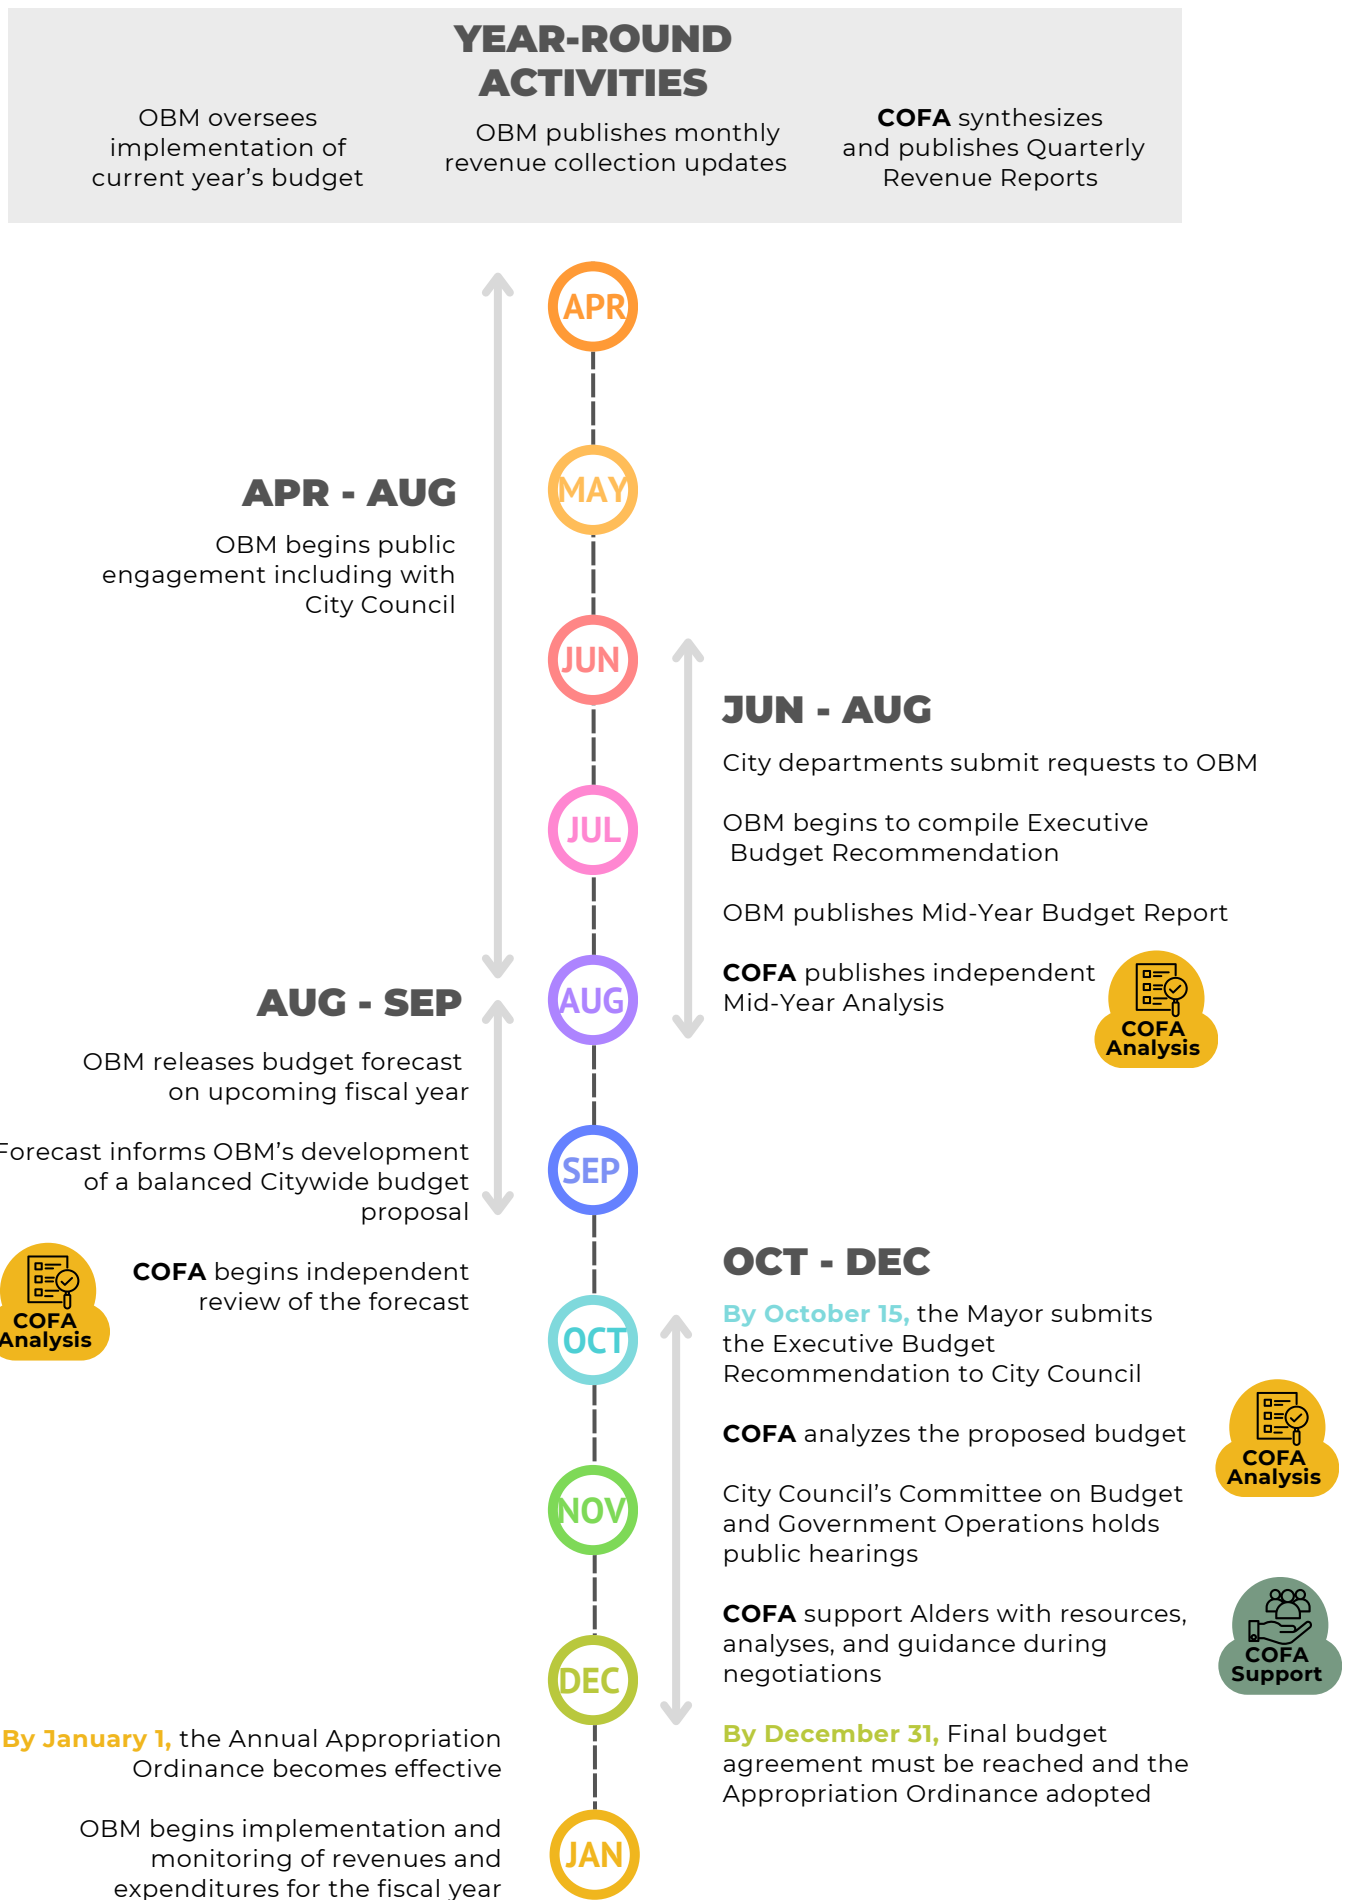 YEAR-ROUND
ACTIVITIES
OBM oversees
implementation of
current year's budget
OBM publishes monthly
revenue collection updates
COFA synthesizes
and publishes Quarterly
Revenue Reports
APR
MAY
APR - AUG
OBM begins public
engagement including with
City Council
JUN
JUN - AUG
City departments submit requests to OBM
OBM begins to compile Executive
Budget Recommendation
OBM publishes Mid-Year Budget Report
COFA publishes independent
Mid-Year Analysis
COFA
Analysis
JUL
AUG
AUG - SEP
OBM releases budget forecast
on upcoming fiscal year
Forecast informs OBM's development
of a balanced Citywide budget
proposal
COFA begins independent
review of the forecast
COFA
Analysis
SEP
OCT
OCT - DEC
By October 15, the Mayor submits
the Executive Budget
Recommendation to City Council
COFA analyzes the proposed budget
COFA
Analysis
City Council's Committee on Budget
and Government Operations holds
public hearings
COFA support Alders with resources,
analyses, and guidance during
negotiations
COFA
Support
By December 31, Final budget
agreement must be reached and the
Appropriation Ordinance adopted
NOV
DEC
By January 1, the Annual Appropriation
Ordinance becomes effective
OBM begins implementation and
monitoring of revenues and
expenditures for the fiscal year
JAN